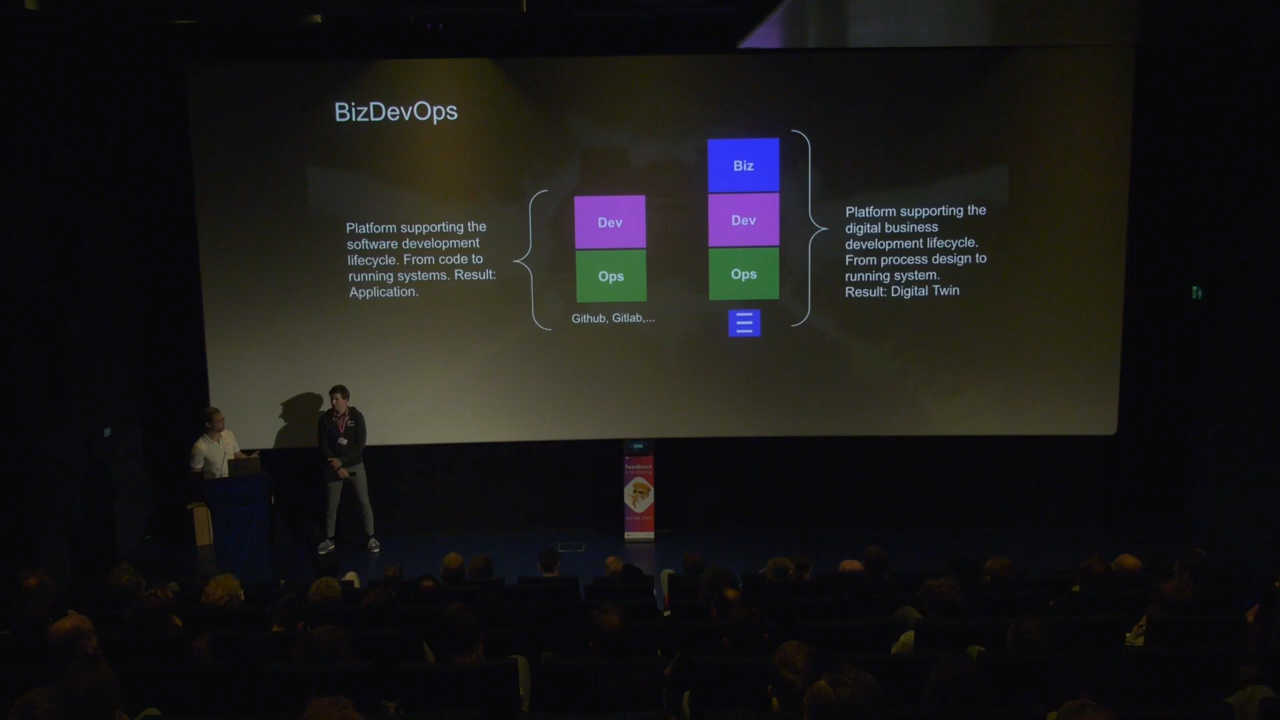 BizDevOps
Platform supporting the
software development
lifecycle. From code to
running systems. Result:
Application.
Dev
Ops
Github, Gitlab,...
Biz
Dev
Ops
Platform supporting the
digital business
development lifecycle.
From process design to
running system.
Result: Digital Twin